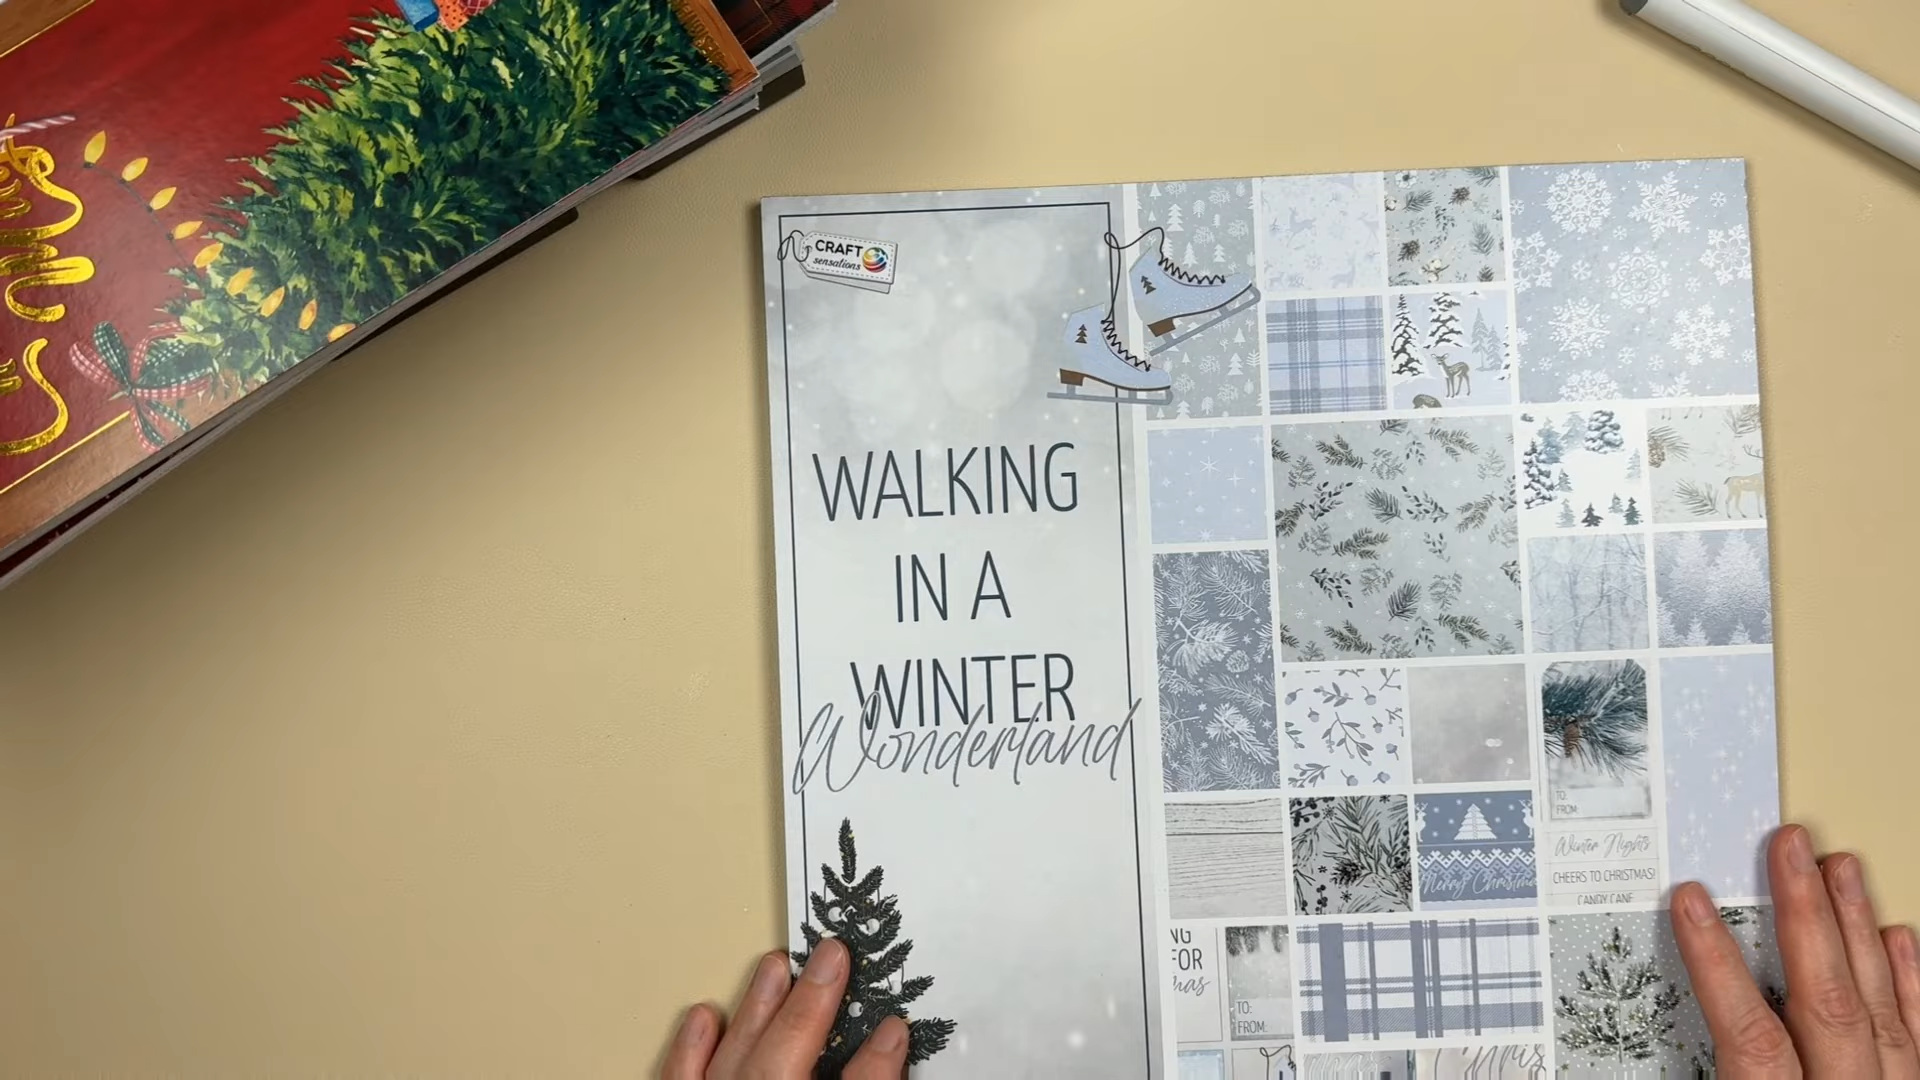 CRAFT
sensations
WALKING
IN A
WINTER
Wonderland
TO:
FROM:
Winter Nights
CHEERS TO CHRISTMAS!
CANDY CANE
Merry Christmas
FOR
TO:
FROM: